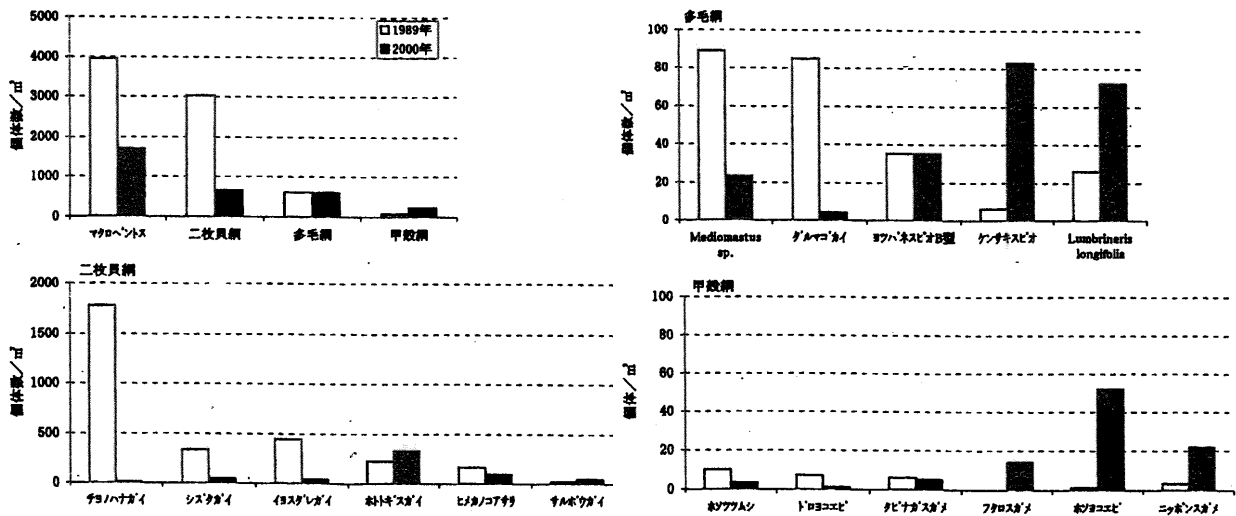 5000
4000
3000
2000
1000
0
個体数／㎡
□1989年
■2000年
マクロベントス 二枚貝綱 多毛綱 甲殻綱
多毛綱
100
80
60
40
20
0
個体数／㎡
Mediomastus sp. ダルマゴカイ ヨツバネスピオB型 ケンサキスピオ Lumbrineris longifolia
二枚貝綱
2000
1500
1000
500
0
個体数／㎡
チヨノハナガイ シズクガイ イヨスダレガイ ホトトギスガイ ヒメカノコアサリ サルボウガイ
甲殻綱
100
80
60
40
20
0
個体／㎡
ホソツツムシ ドロヨコエビ クビナガスガメ フタロスガメ ホソヨコエビ ニッポンスガメ